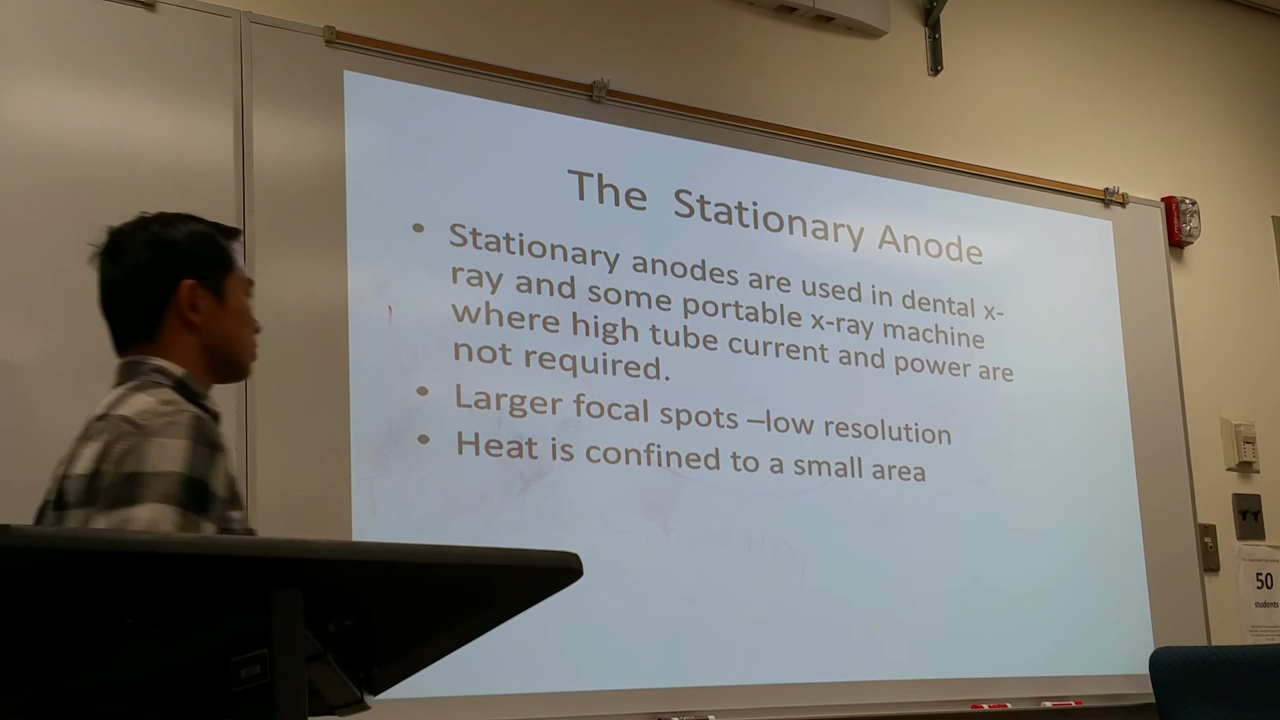 The Stationary Anode
• Stationary anodes are used in dental x-
ray and some portable x-ray machine
where high tube current and power are
not required.
• Larger focal spots –low resolution
• Heat is confined to a small area
50
students